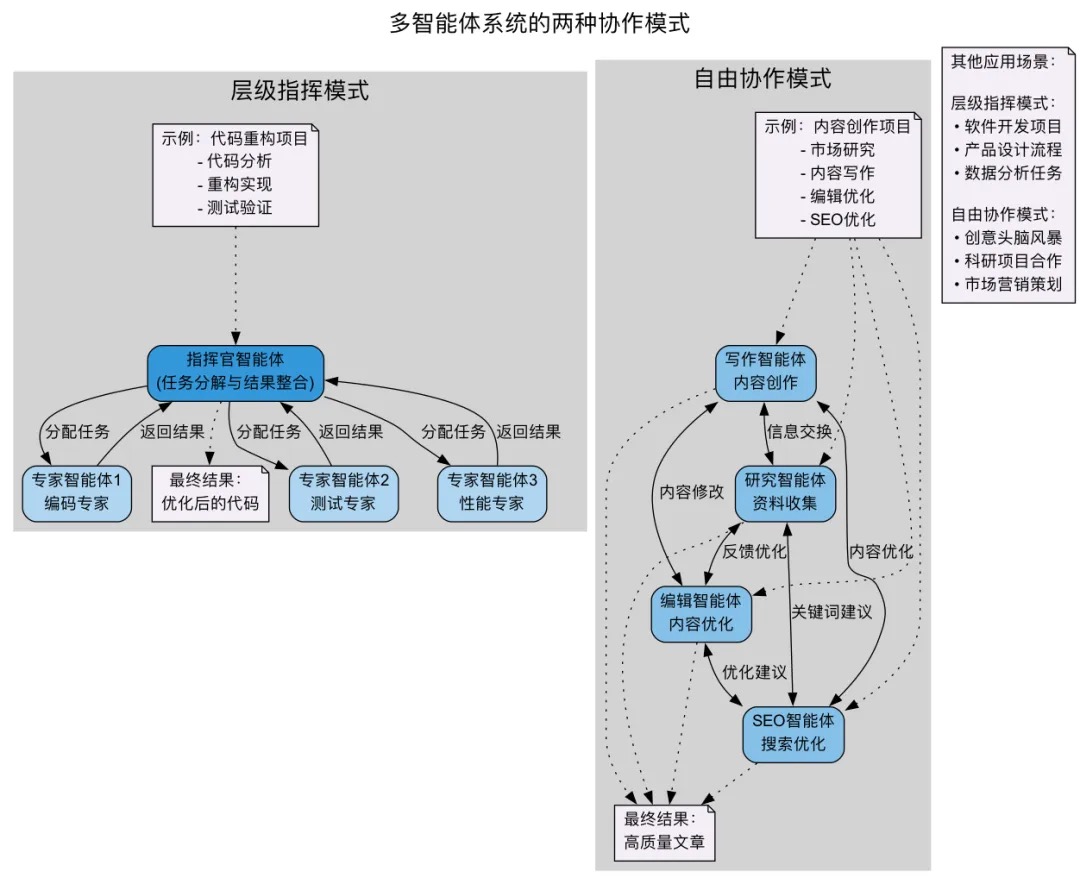 多智能体系统的两种协作模式
层级指挥模式
示例：代码重构项目
- 代码分析
- 重构实现
- 测试验证
指挥官智能体
(任务分解与结果整合)
分配任务
返回结果
分配任务
返回结果
分配任务
返回结果
专家智能体1
编码专家
最终结果：
优化后的代码
专家智能体2
测试专家
专家智能体3
性能专家
自由协作模式
示例：内容创作项目
- 市场研究
- 内容写作
- 编辑优化
- SEO优化
写作智能体
内容创作
信息交换
研究智能体
资料收集
内容修改
反馈优化
内容优化
编辑智能体
内容优化
关键词建议
优化建议
SEO智能体
搜索优化
最终结果：
高质量文章
其他应用场景：
层级指挥模式：
• 软件开发项目
• 产品设计流程
• 数据分析任务
自由协作模式：
• 创意头脑风暴
• 科研项目合作
• 市场营销策划